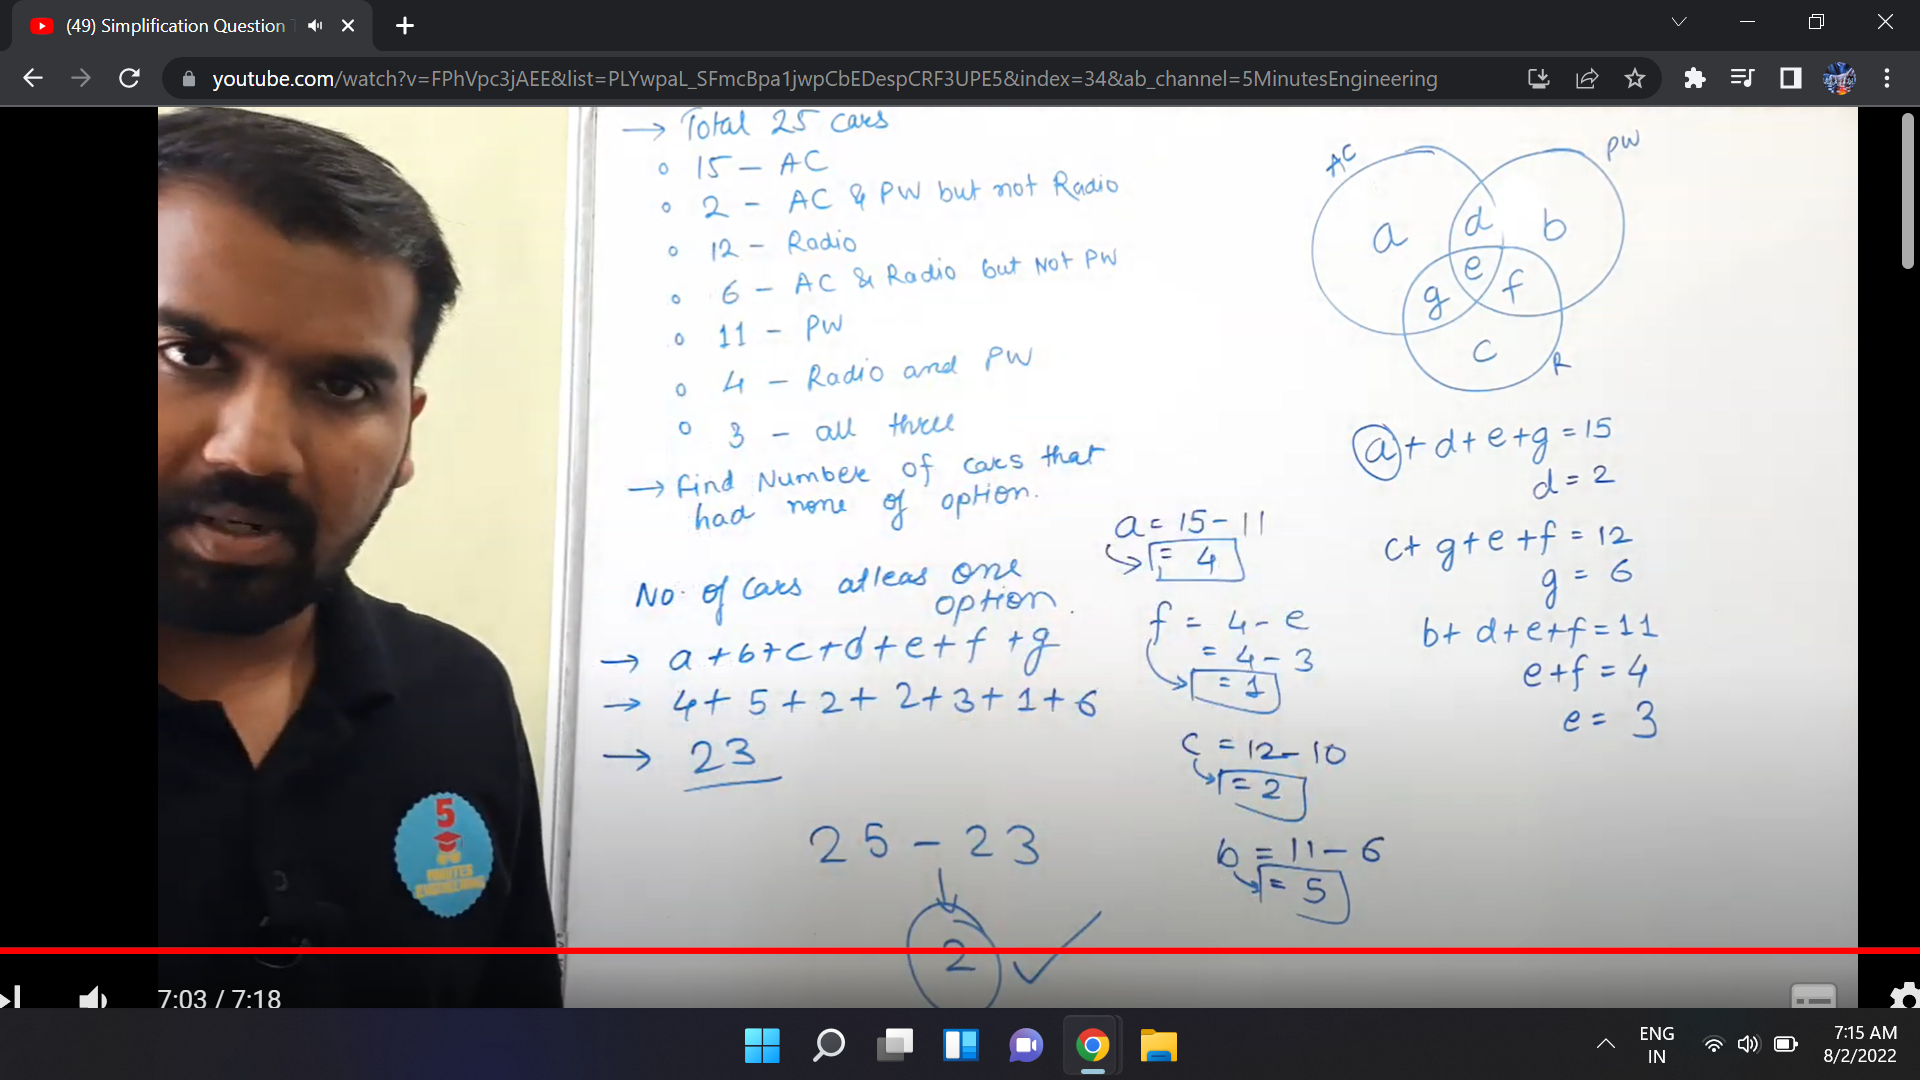 (49) Simplification Question
youtube.com/watch?v=FPhVpc3jAEE&list=PLYwpaL_SFmcBpa1jwpCbEDespCRF3UPE5&index=34&ab_channel=5MinutesEngineering
→ Total 25 cars
15 - AC
2 - AC & PW but not Radio
12 - Radio
6 - AC & Radio but Not PW
11 - PW
4 - Radio and PW
3 - all three
→ Find Number of cars that
had none of option.
No. of cars atleas one
option.
→ a+b+c+d+e+f+g
→ 4+5+2+2+3+1+6
→ 23
25-23
2
a = 15-11
= 4
f = 4-e
= 4-3
= 1
c = 12-10
= 2
b = 11-6
= 5
AC
PW
a
d
b
e
g
f
c
R
a+d+e+g=15
d=2
c+g+e+f=12
g = 6
b+d+e+f=11
e+f=4
e= 3
5
MINUTES
ENGINEERING
7:03 / 7:18
ENG
IN
7:15 AM
8/2/2022